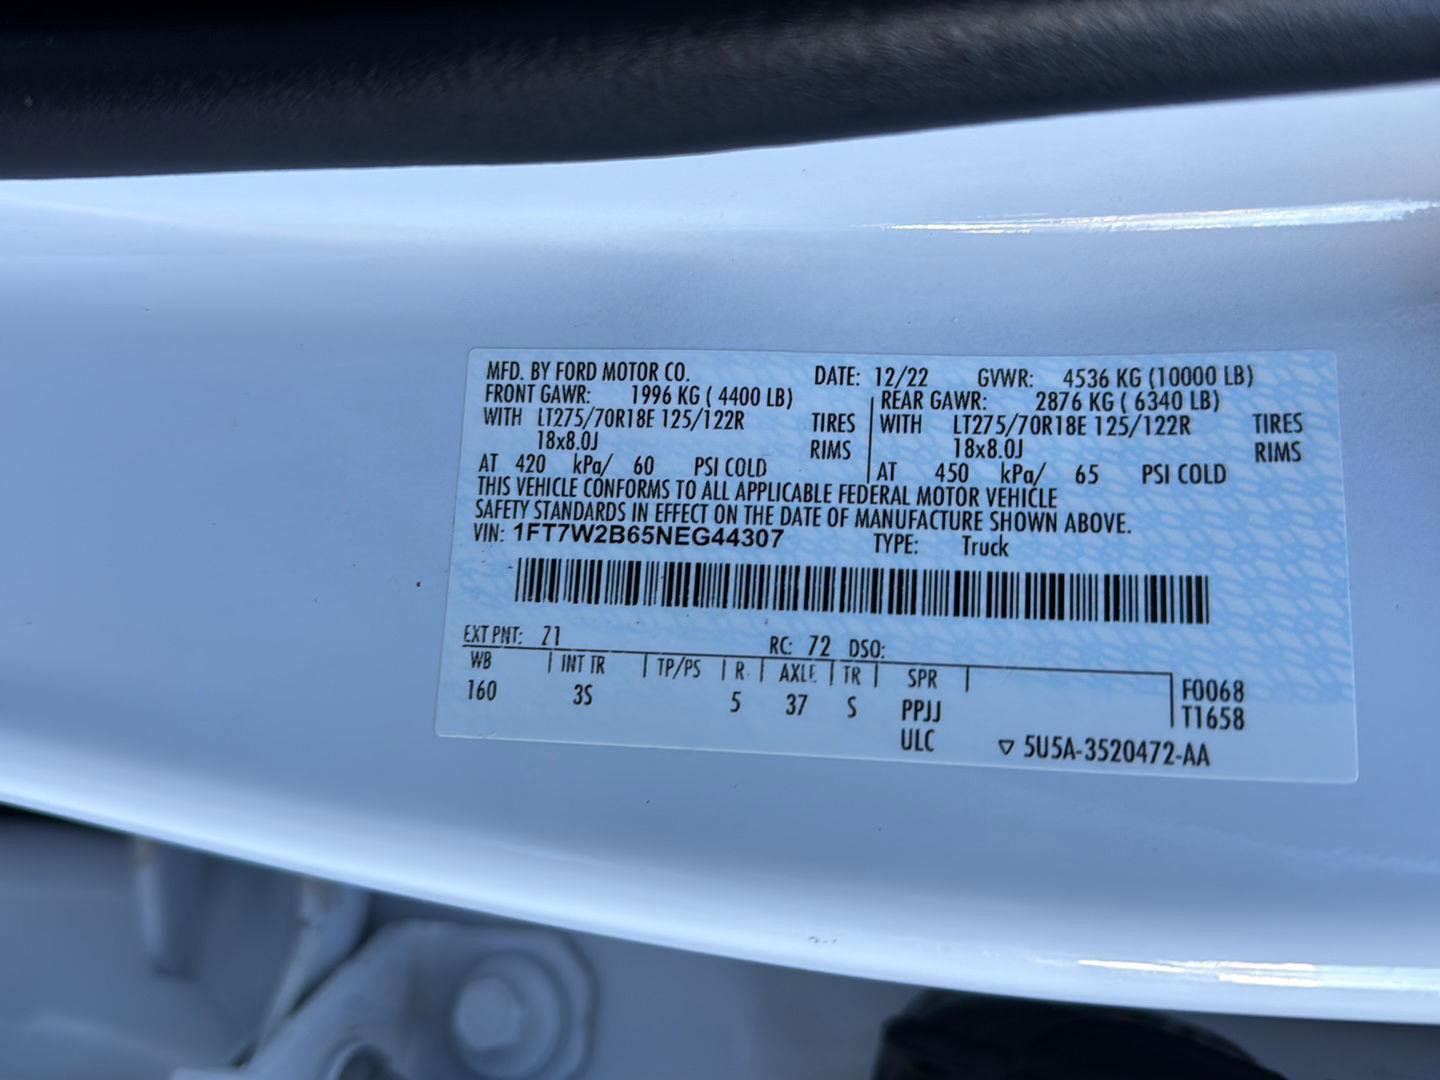 MFD. BY FORD MOTOR CO. DATE: 12/22 GVWR: 4536 KG (10000 LB)
FRONT GAWR: 1996 KG ( 4400 LB) REAR GAWR: 2876 KG ( 6340 LB)
WITH LT275/70R18E 125/122R TIRES WITH LT275/70R18E 125/122R TIRES
18x8.0J RIMS 18x8.0J RIMS
AT 420 kPa/ 60 PSI COLD AT 450 kPa/ 65 PSI COLD
THIS VEHICLE CONFORMS TO ALL APPLICABLE FEDERAL MOTOR VEHICLE
SAFETY STANDARDS IN EFFECT ON THE DATE OF MANUFACTURE SHOWN ABOVE.
VIN: 1FT7W2B65NEG44307 TYPE: Truck
EXT PNT: Z1 RC: 72 DSO:
WB INT TR TP/PS R AXLE TR SPR
160 3S 5 37 S PPJJ F0068
ULC T1658
▽ 5U5A-3520472-AA